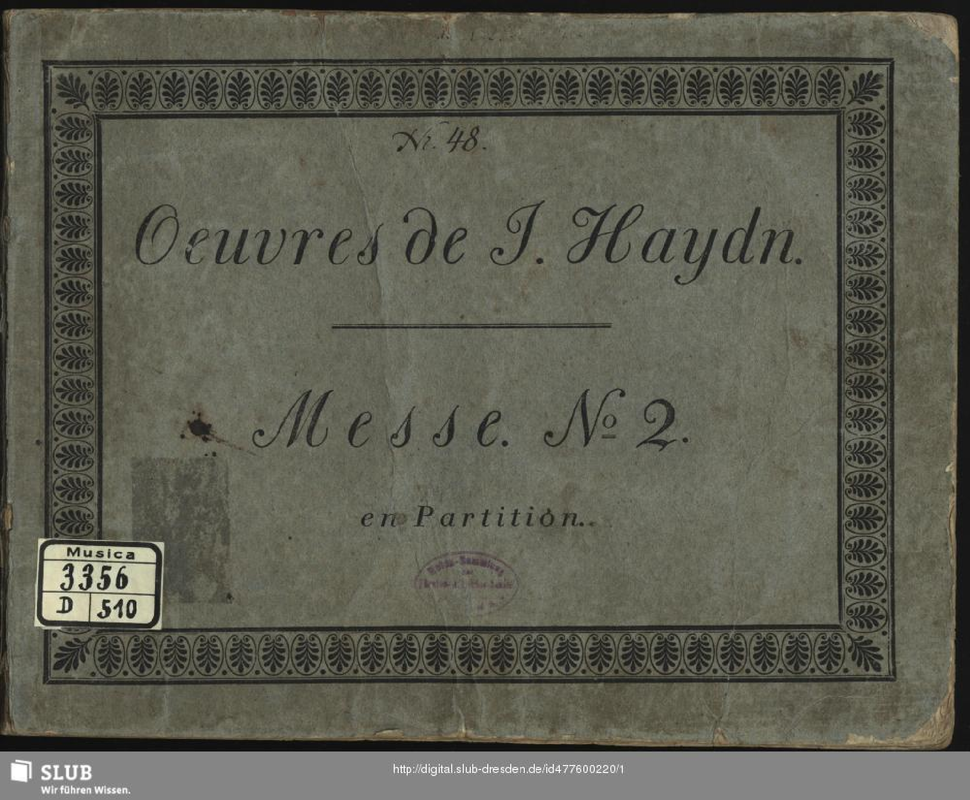 Nr. 48.
Oeuvres de J. Haydn.
Messe. No 2.
en Partition.
Musica
3356
D 510
SLUB
Wir führen Wissen.
http://digital.slub-dresden.de/id477600220/1